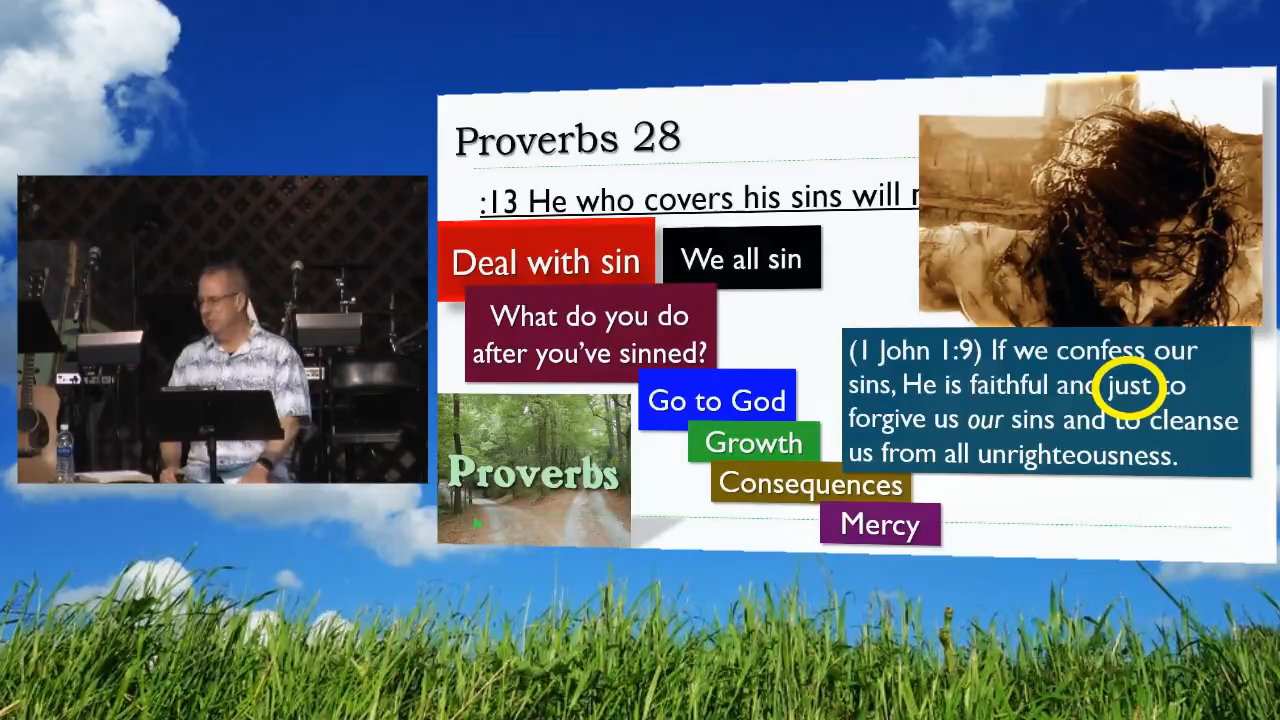 Proverbs 28
:13 He who covers his sins will
Deal with sin
We all sin
What do you do
after you've sinned?
Go to God
Growth
Consequences
Mercy
(1 John 1:9) If we confess our
sins, He is faithful and just to
forgive us our sins and to cleanse
us from all unrighteousness.
Proverbs